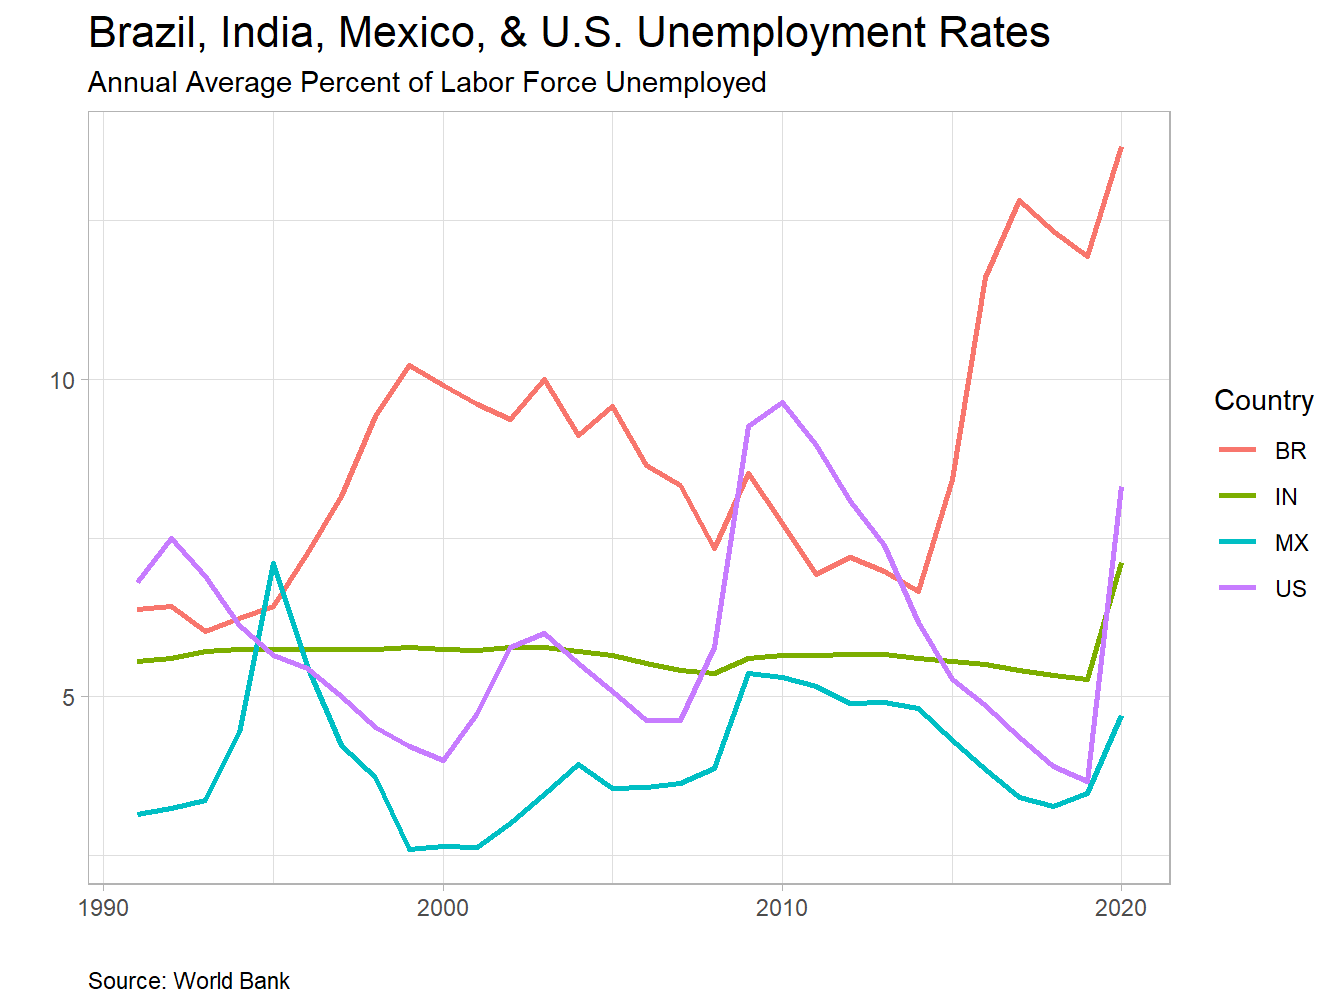 Brazil, India, Mexico, & U.S. Unemployment Rates
Annual Average Percent of Labor Force Unemployed
10
5
1990
2000
2010
2020
Country
BR
IN
MX
US
Source: World Bank